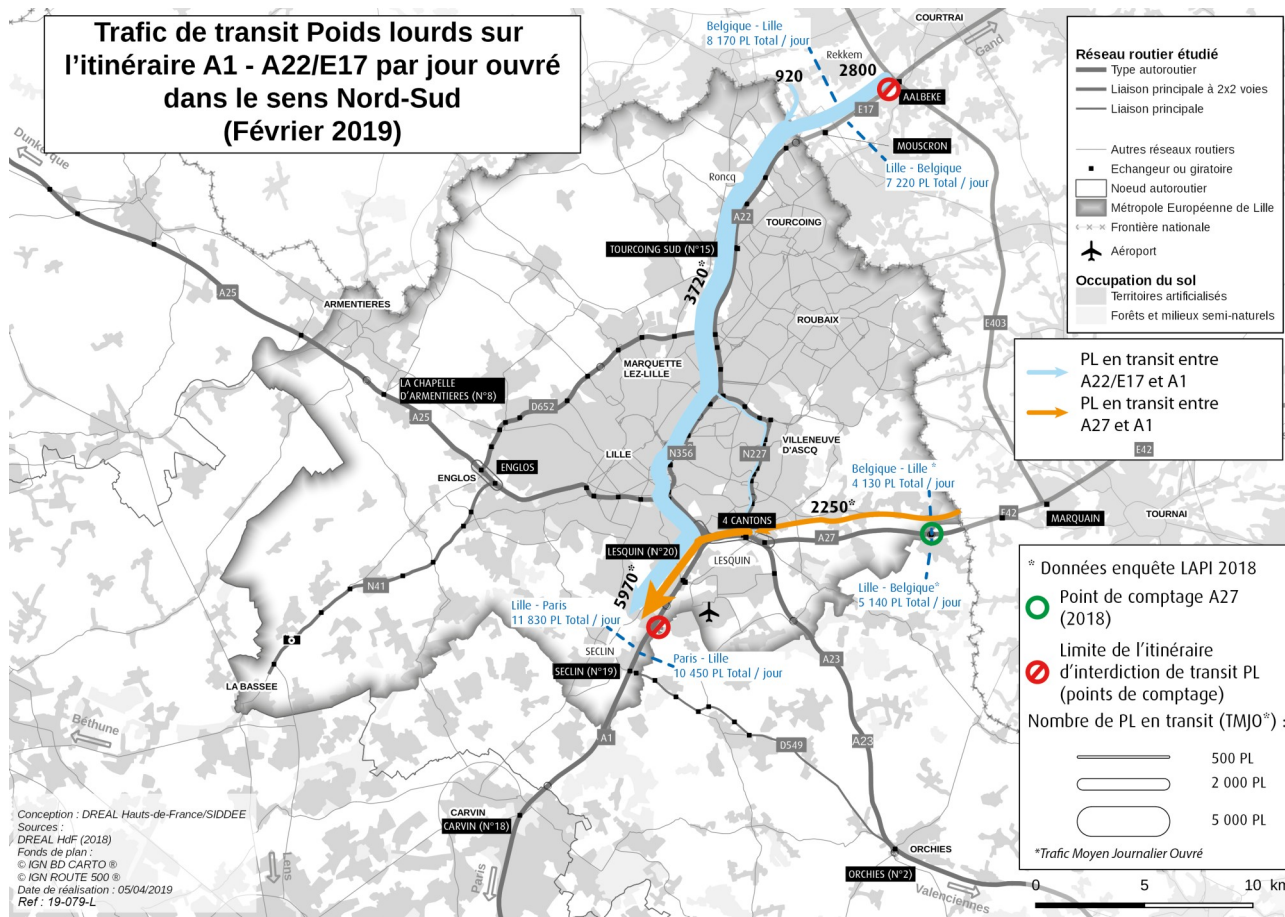 Trafic de transit Poids lourds sur
l'itinéraire A1 - A22/E17 par jour ouvré
dans le sens Nord-Sud
(Février 2019)
COURTRAI
Gand
Belgique - Lille
8 170 PL Total / jour
Rekkem
2800
920
AALBEKE
E17
MOUSCRON
Lille - Belgique
7 220 PL Total / jour
Dunkerque
Roncq
A22
TOURCOING
TOURCOING SUD (N°15)
3720*
A25
ARMENTIERES
ROUBAIX
E403
MARQUETTE
LEZ-LILLE
LA CHAPELLE
D'ARMENTIERES (N°8)
A25
D652
N356
N227
VILLENEUVE
D'ASCQ
LILLE
ENGLOS
ENGLOS
Belgique - Lille *
4 130 PL Total / jour
E42
2250*
4 CANTONS
E42
MARQUAIN
TOURNAI
A27
LESQUIN (N°20)
LESQUIN
Lille - Belgique*
5 140 PL Total / jour
N41
5970*
Lille - Paris
11 830 PL Total / jour
SECLIN
Paris - Lille
10 450 PL Total / jour
SECLIN (N°19)
A23
LA BASSEE
Béthune
A1
D549
A23
CARVIN
CARVIN (N°18)
ORCHIES
ORCHIES (N°2)
Valenciennes
Lens
Paris
Réseau routier étudié
Type autoroutier
Liaison principale à 2x2 voies
Liaison principale
Autres réseaux routiers
Echangeur ou giratoire
Noeud autoroutier
Métropole Européenne de Lille
Frontière nationale
Aéroport
Occupation du sol
Territoires artificialisés
Forêts et milieux semi-naturels
PL en transit entre
A22/E17 et A1
PL en transit entre
A27 et A1
* Données enquête LAPI 2018
Point de comptage A27
(2018)
Limite de l'itinéraire
d'interdiction de transit PL
(points de comptage)
Nombre de PL en transit (TMJO*) :
500 PL
2 000 PL
5 000 PL
*Trafic Moyen Journalier Ouvré
0 5 10 km
Conception : DREAL Hauts-de-France/SIDDEE
Sources :
DREAL HdF (2018)
Fonds de plan :
© IGN BD CARTO ®
© IGN ROUTE 500 ®
Date de réalisation : 05/04/2019
Ref : 19-079-L